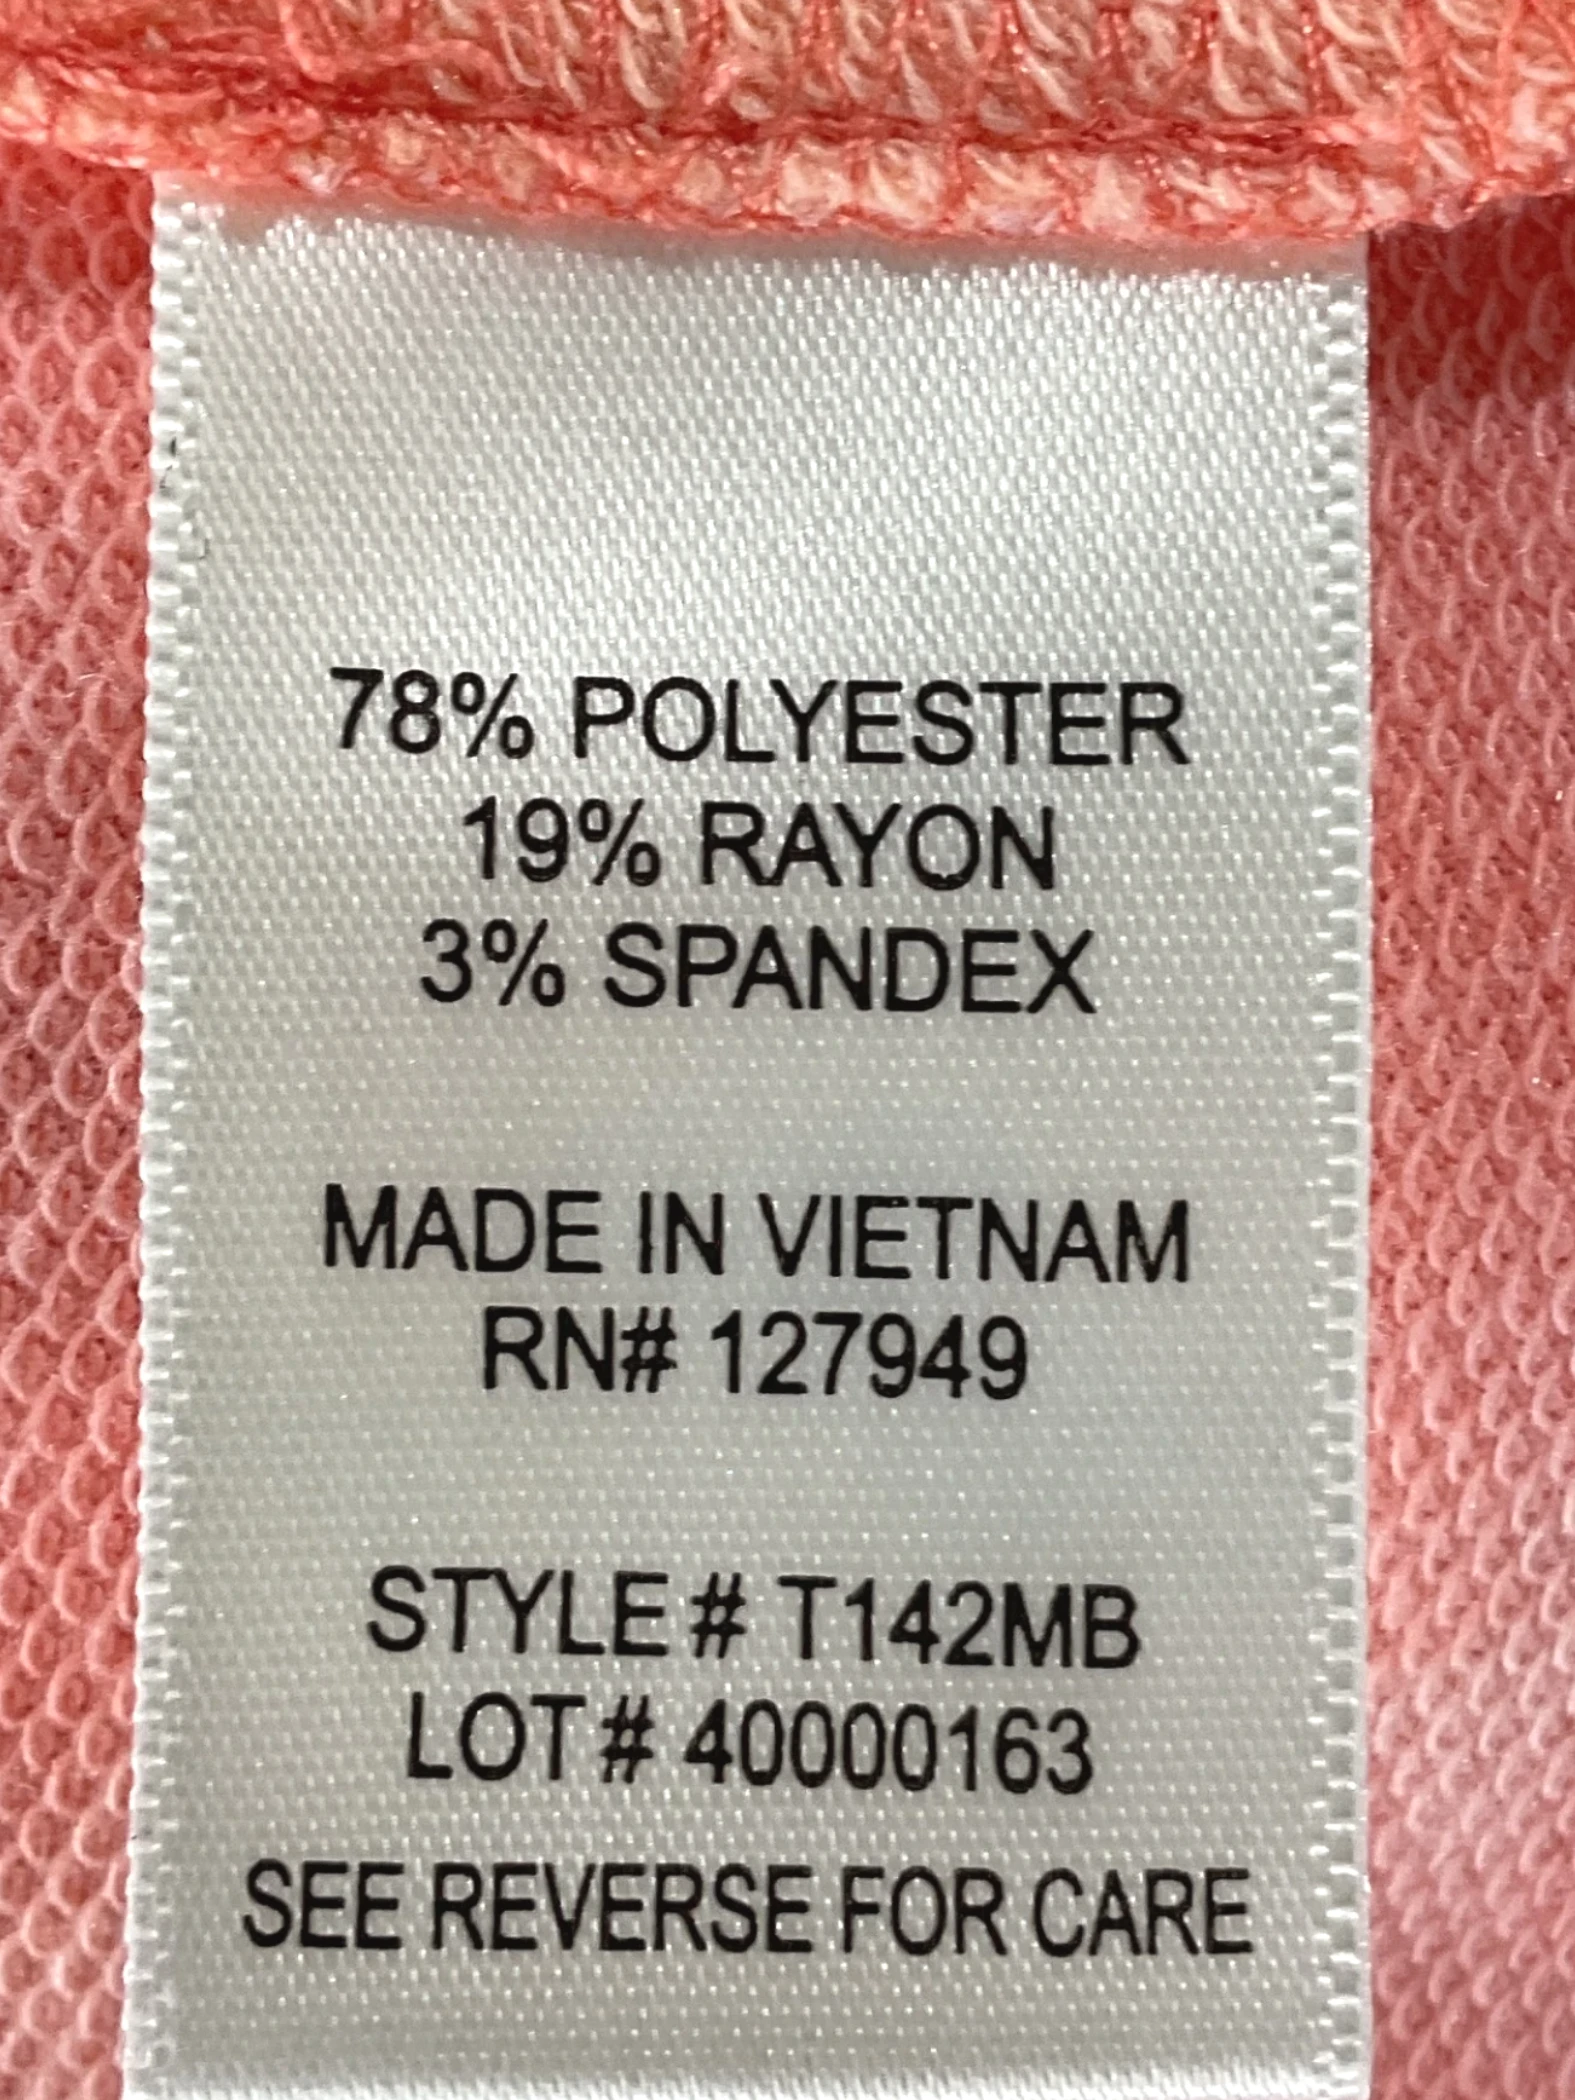 78% POLYESTER
19% RAYON
3% SPANDEX
MADE IN VIETNAM
RN# 127949
STYLE # T142MB
LOT # 40000163
SEE REVERSE FOR CARE